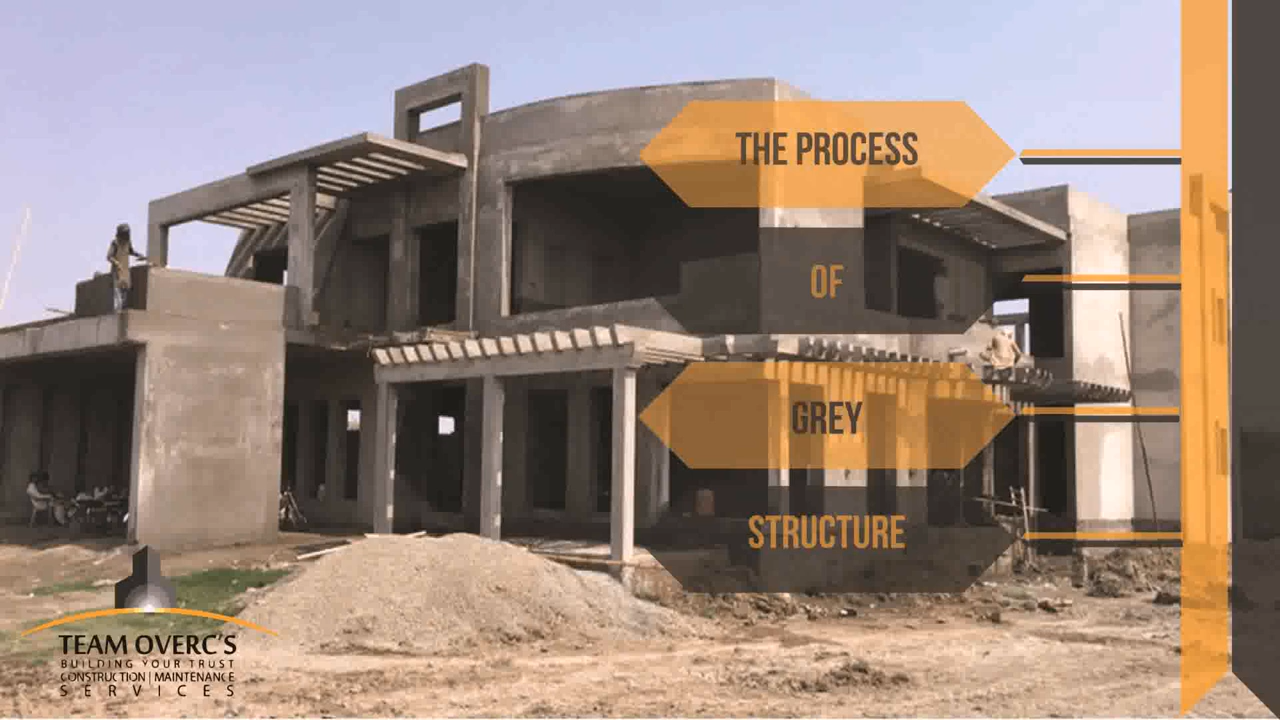 THE PROCESS
OF
GREY
STRUCTURE
TEAM OVERC'S
BUILDING YOUR TRUST
CONSTRUCTION | MAINTENANCE
SERVICES